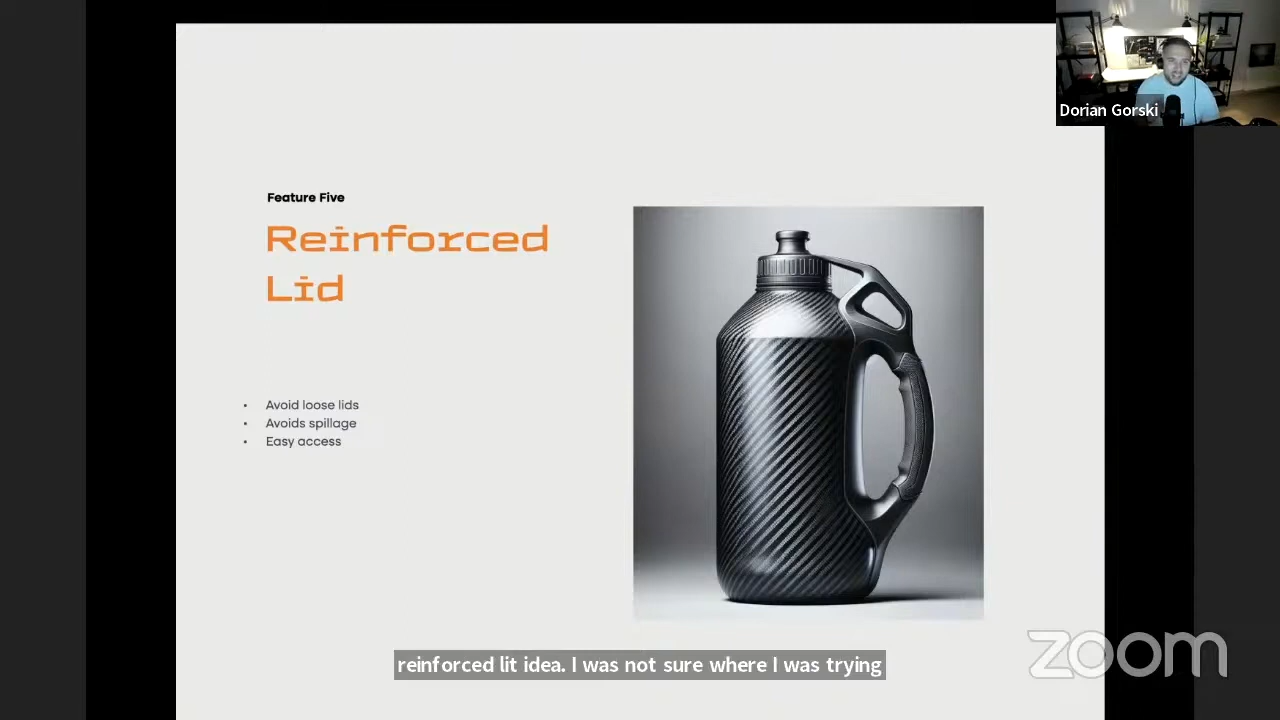 Dorian Gorski
Feature Five
Reinforced
Lid
• Avoid loose lids
• Avoids spillage
• Easy access
reinforced lit idea. I was not sure where I was trying
zoom